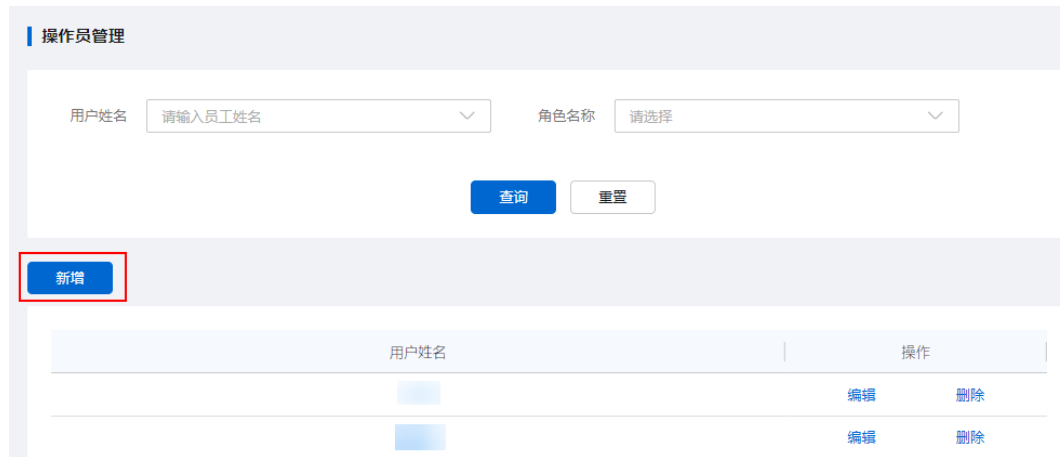 操作员管理
用户姓名 请输入员工姓名 角色名称 请选择
查询 重置
新增
用户姓名 操作
编辑 删除
编辑 删除